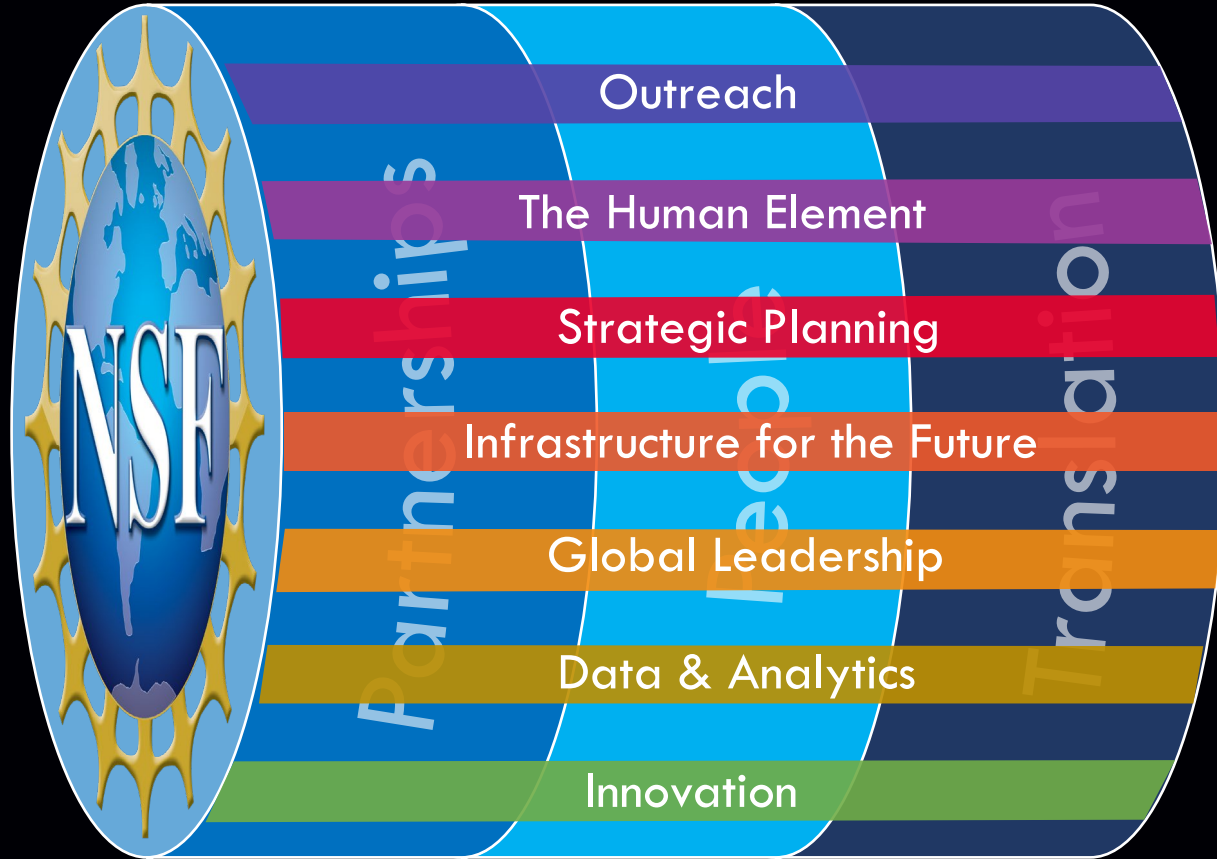 NSF
Outreach
The Human Element
Strategic Planning
Infrastructure for the Future
Global Leadership
Data & Analytics
Innovation
Partnerships
People
Translation